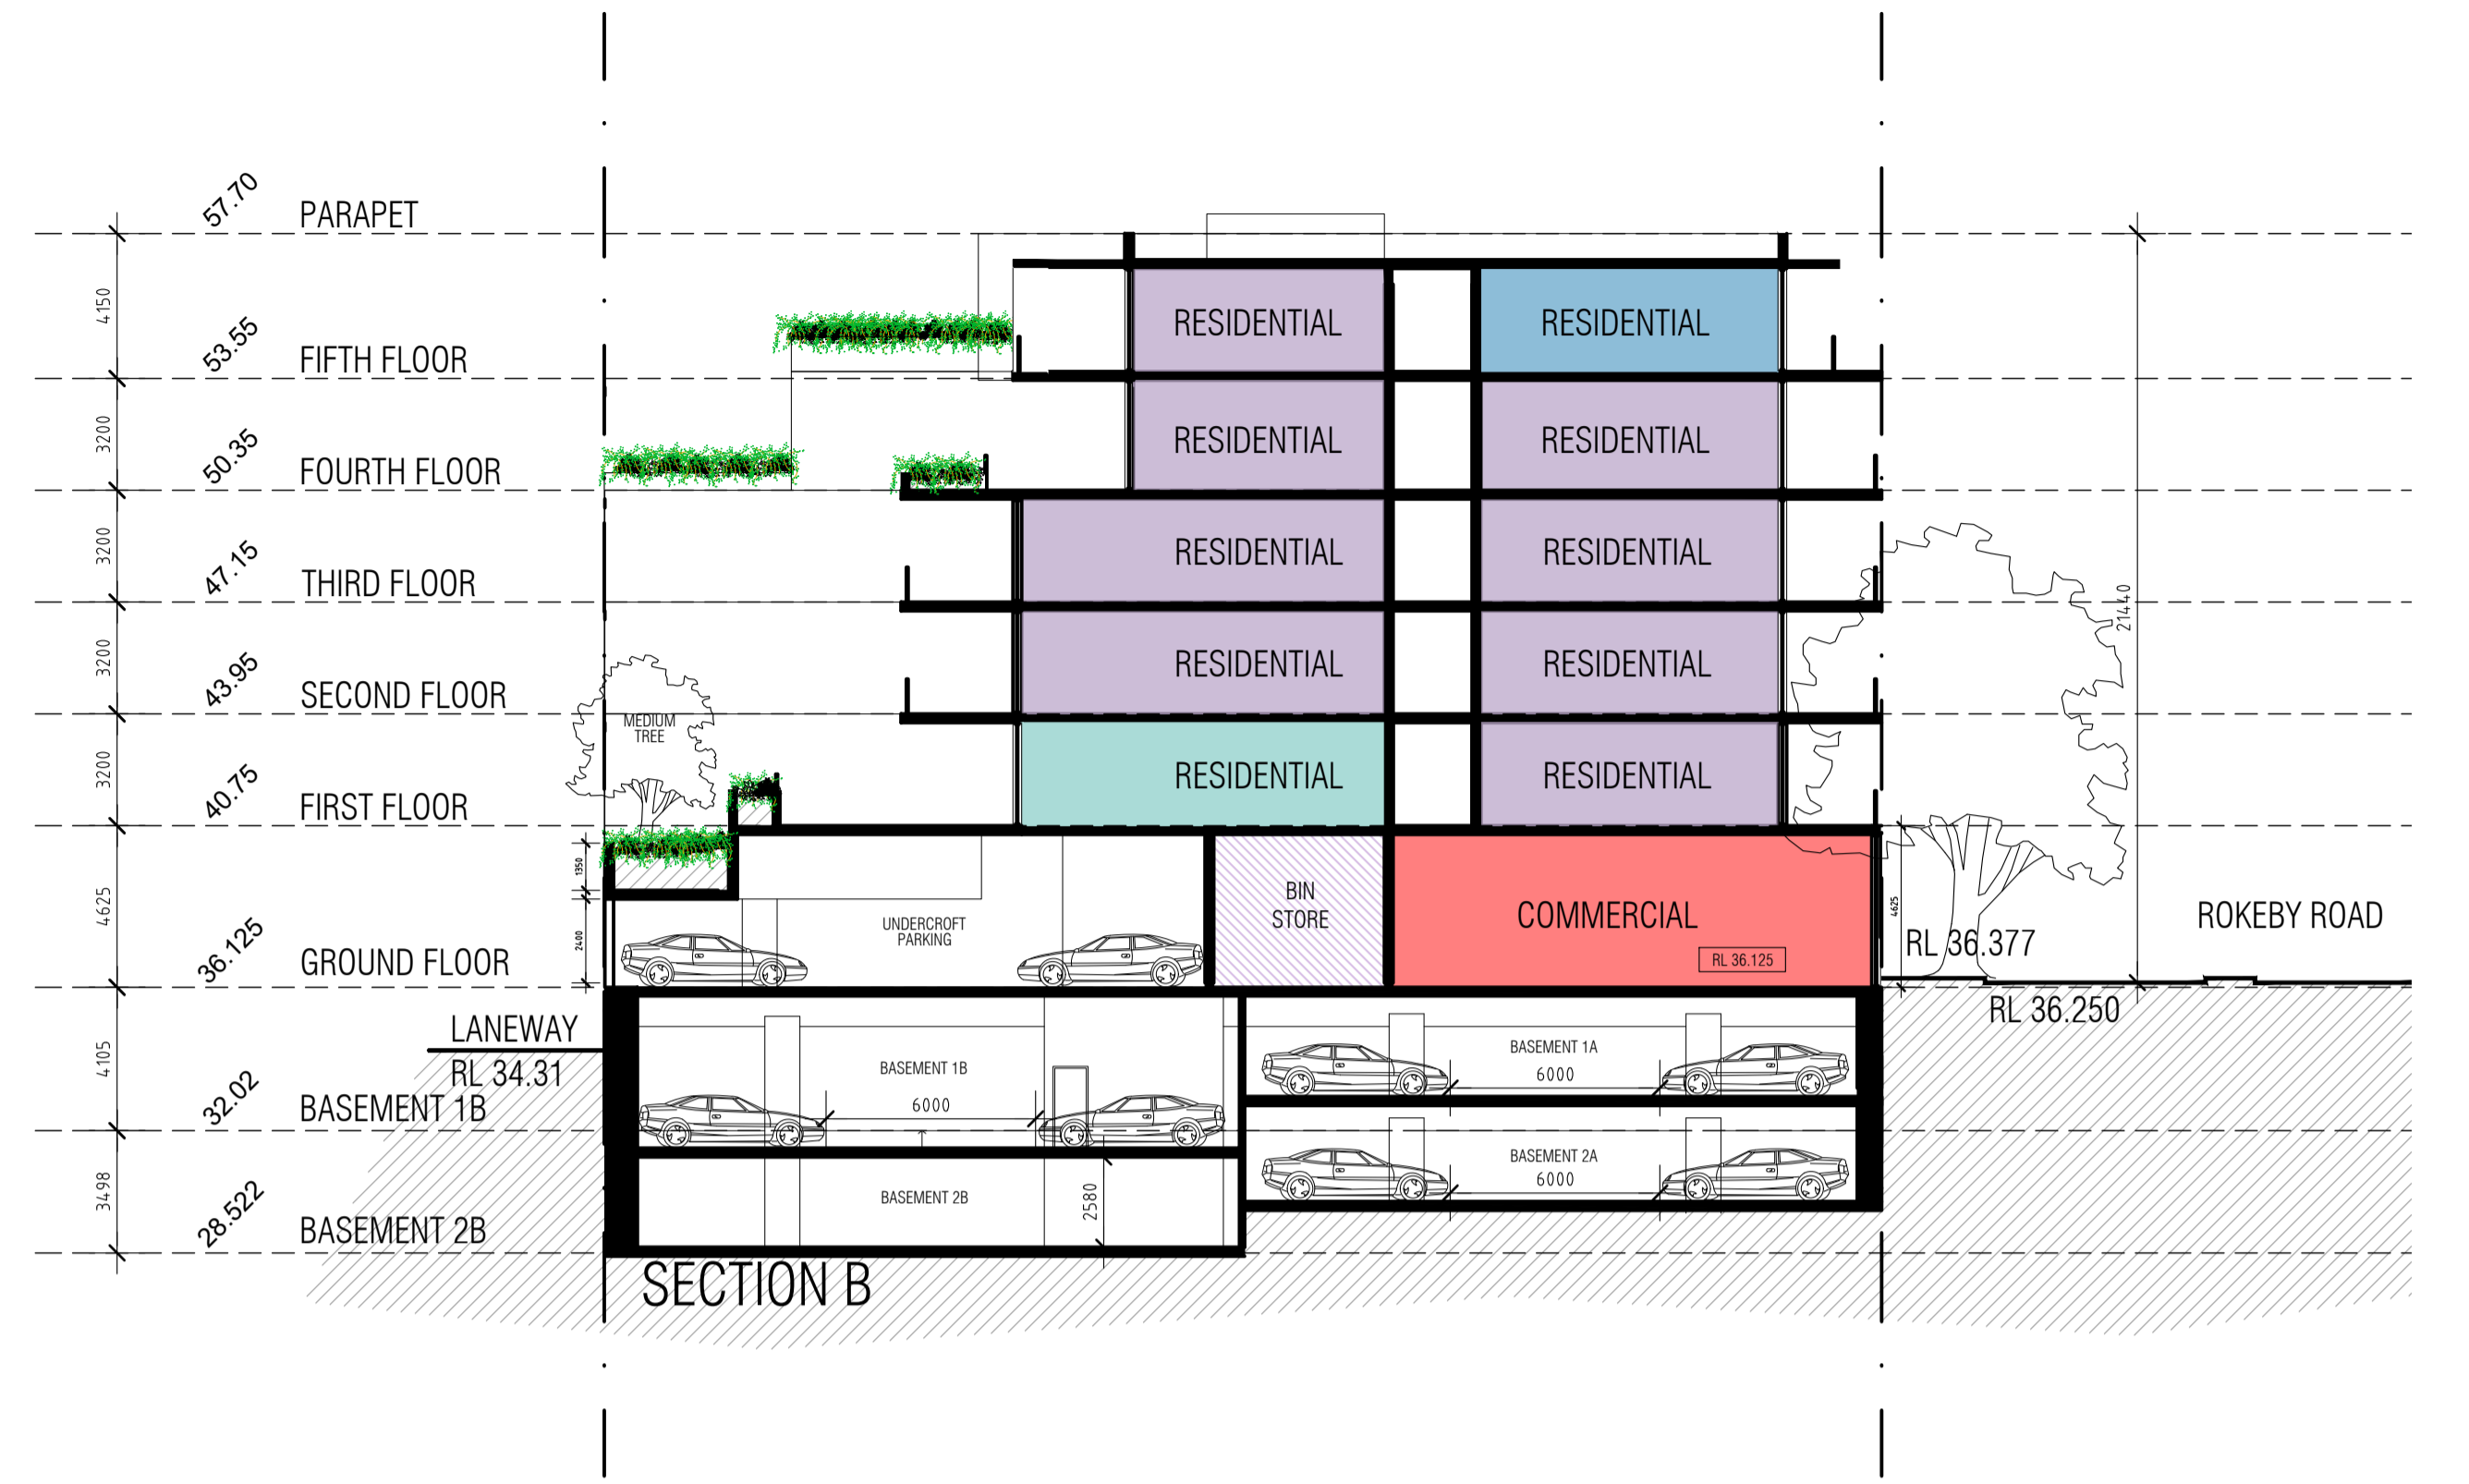 57.70
PARAPET
4150
RESIDENTIAL
RESIDENTIAL
53.55
FIFTH FLOOR
3200
RESIDENTIAL
RESIDENTIAL
50.35
FOURTH FLOOR
3200
RESIDENTIAL
RESIDENTIAL
47.15
THIRD FLOOR
21440
3200
RESIDENTIAL
RESIDENTIAL
43.95
SECOND FLOOR
MEDIUM
TREE
3200
RESIDENTIAL
RESIDENTIAL
40.75
FIRST FLOOR
1350
4625
2400
UNDERCROFT
PARKING
BIN
STORE
COMMERCIAL
RL 36.125
4625
RL 36.377
ROKEBY ROAD
36.125
GROUND FLOOR
RL 36.250
LANEWAY
RL 34.31
4105
BASEMENT 1B
6000
BASEMENT 1A
6000
32.02
BASEMENT 1B
3498
BASEMENT 2B
2580
BASEMENT 2A
6000
28.522
BASEMENT 2B
SECTION B